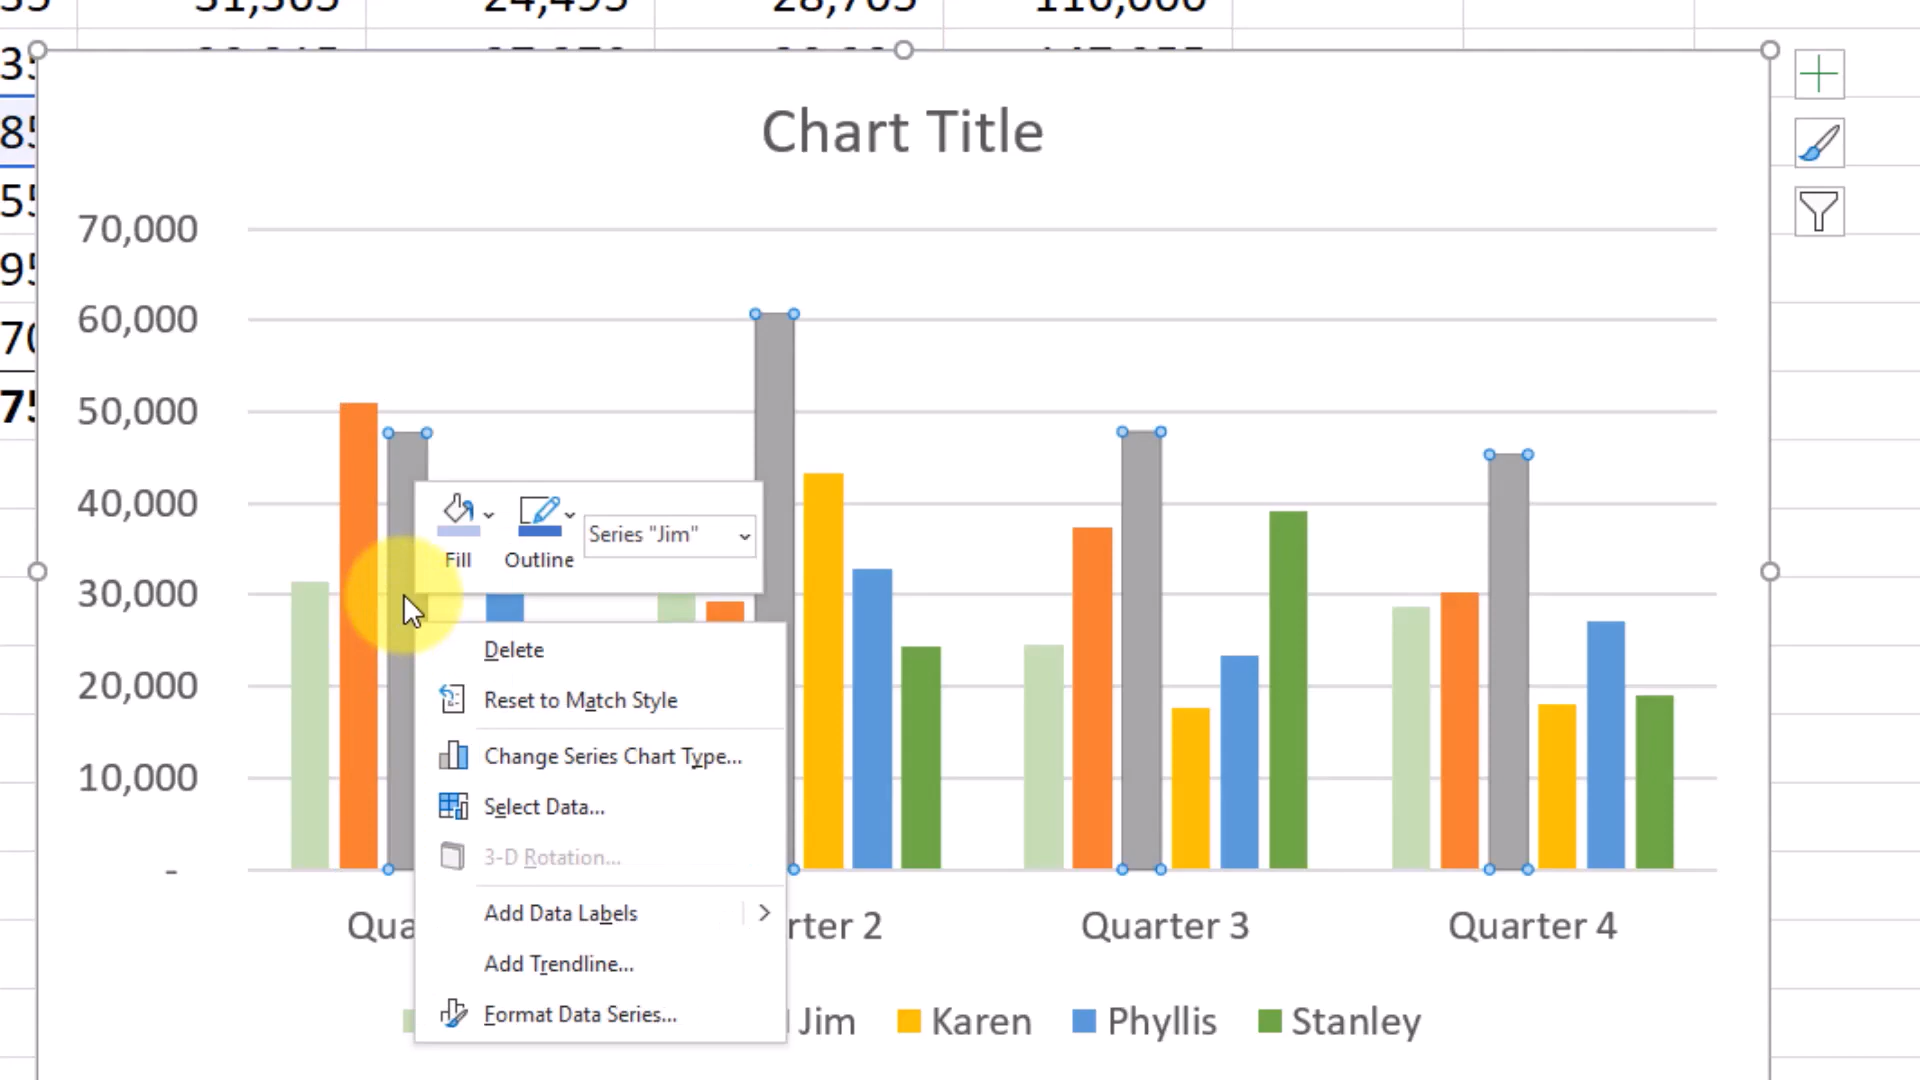 Chart Title
70,000
60,000
50,000
40,000
30,000
20,000
10,000
-
Fill
Outline
Series "Jim"
Delete
Reset to Match Style
Change Series Chart Type...
Select Data...
3-D Rotation...
Add Data Labels
Add Trendline...
Format Data Series...
Qua
rter 2
Quarter 3
Quarter 4
Jim
Karen
Phyllis
Stanley